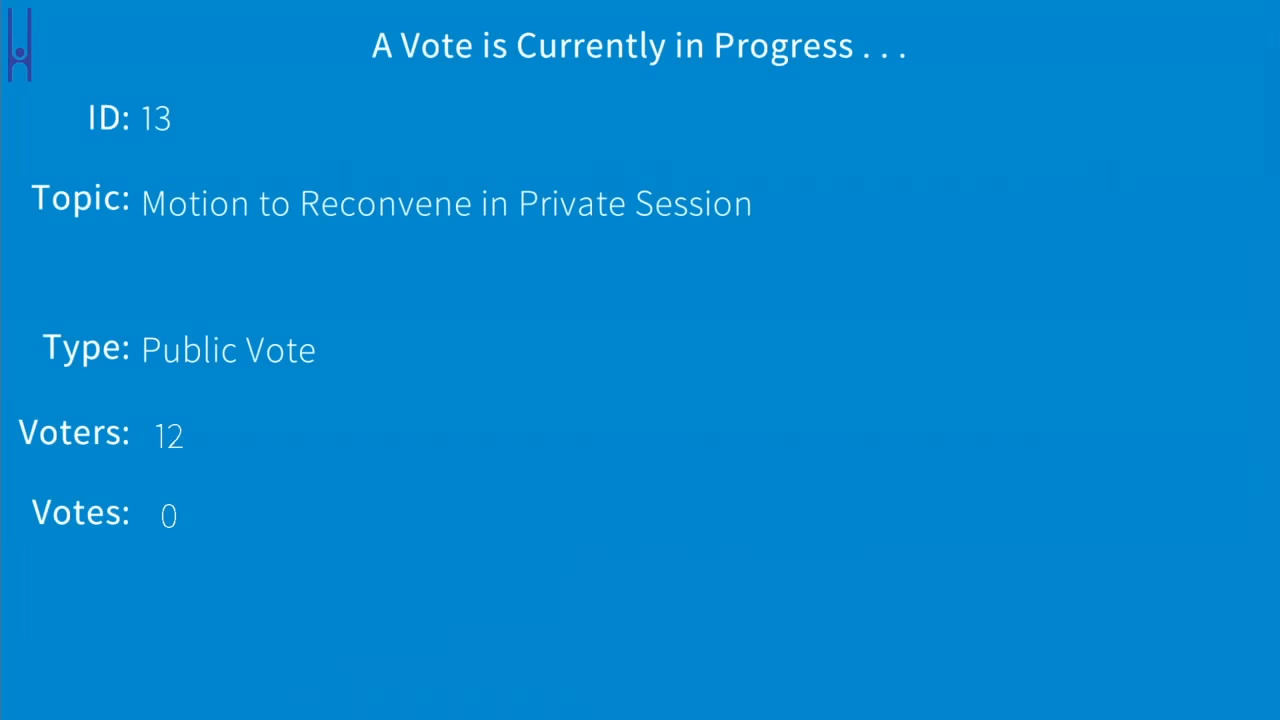 A Vote is Currently in Progress . . .
ID: 13
Topic: Motion to Reconvene in Private Session
Type: Public Vote
Voters: 12
Votes: 0